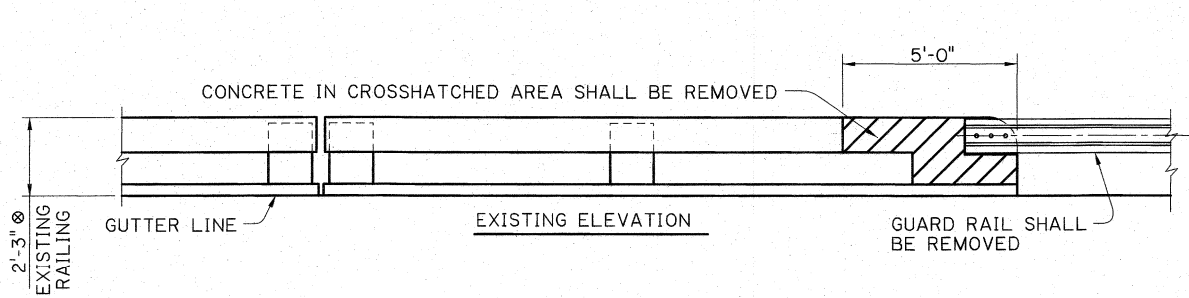 5'-0"
CONCRETE IN CROSSHATCHED AREA SHALL BE REMOVED
2'-3" ⊗
EXISTING
RAILING
GUTTER LINE
EXISTING ELEVATION
GUARD RAIL SHALL
BE REMOVED